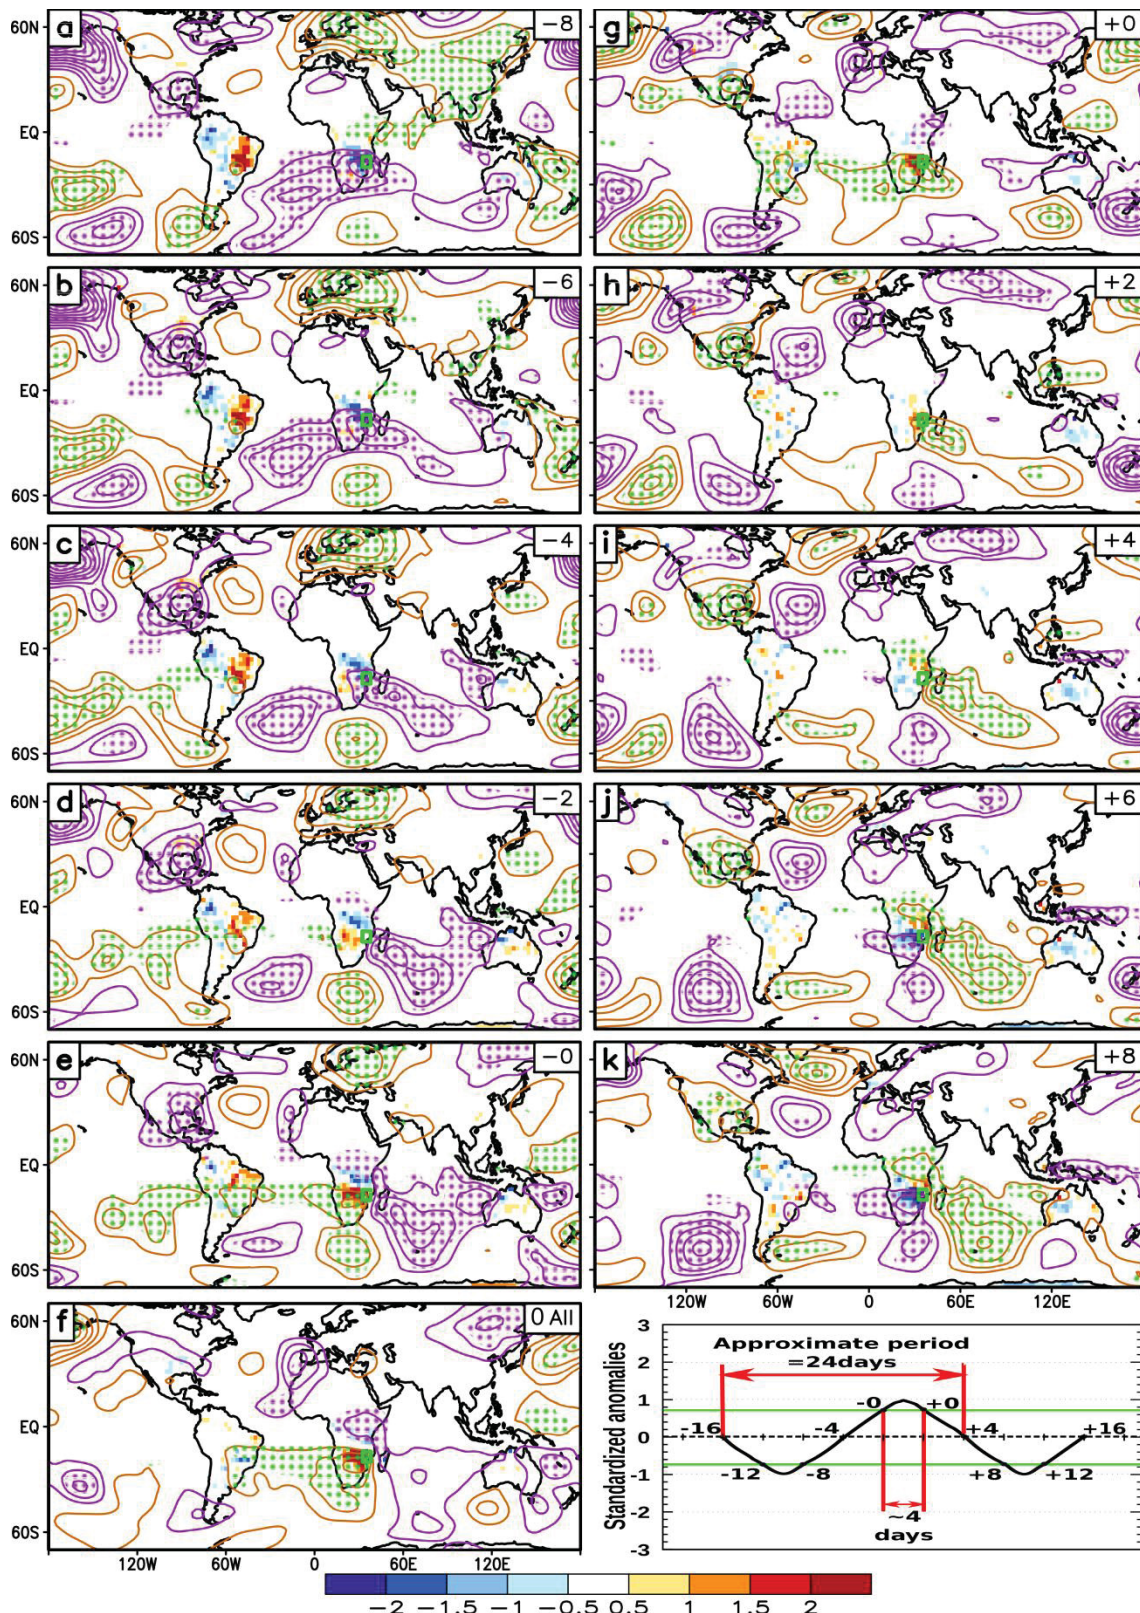 a
-8
60N
EQ
60S
b
-6
60N
EQ
60S
c
-4
60N
EQ
60S
d
-2
60N
EQ
60S
e
-0
60N
EQ
60S
f
0 All
60N
EQ
60S
120W 60W 0 60E 120E
g
+0
h
+2
i
+4
j
+6
k
+8
120W 60W 0 60E 120E
Standardized anomalies
3
2
1
0
-1
-2
-3
Approximate period
=24days
-0 +0
-16 -4 +4 +16
-12 -8 +8 +12
~4
days
-2 -1.5 -1 -0.5 0.5 1 1.5 2